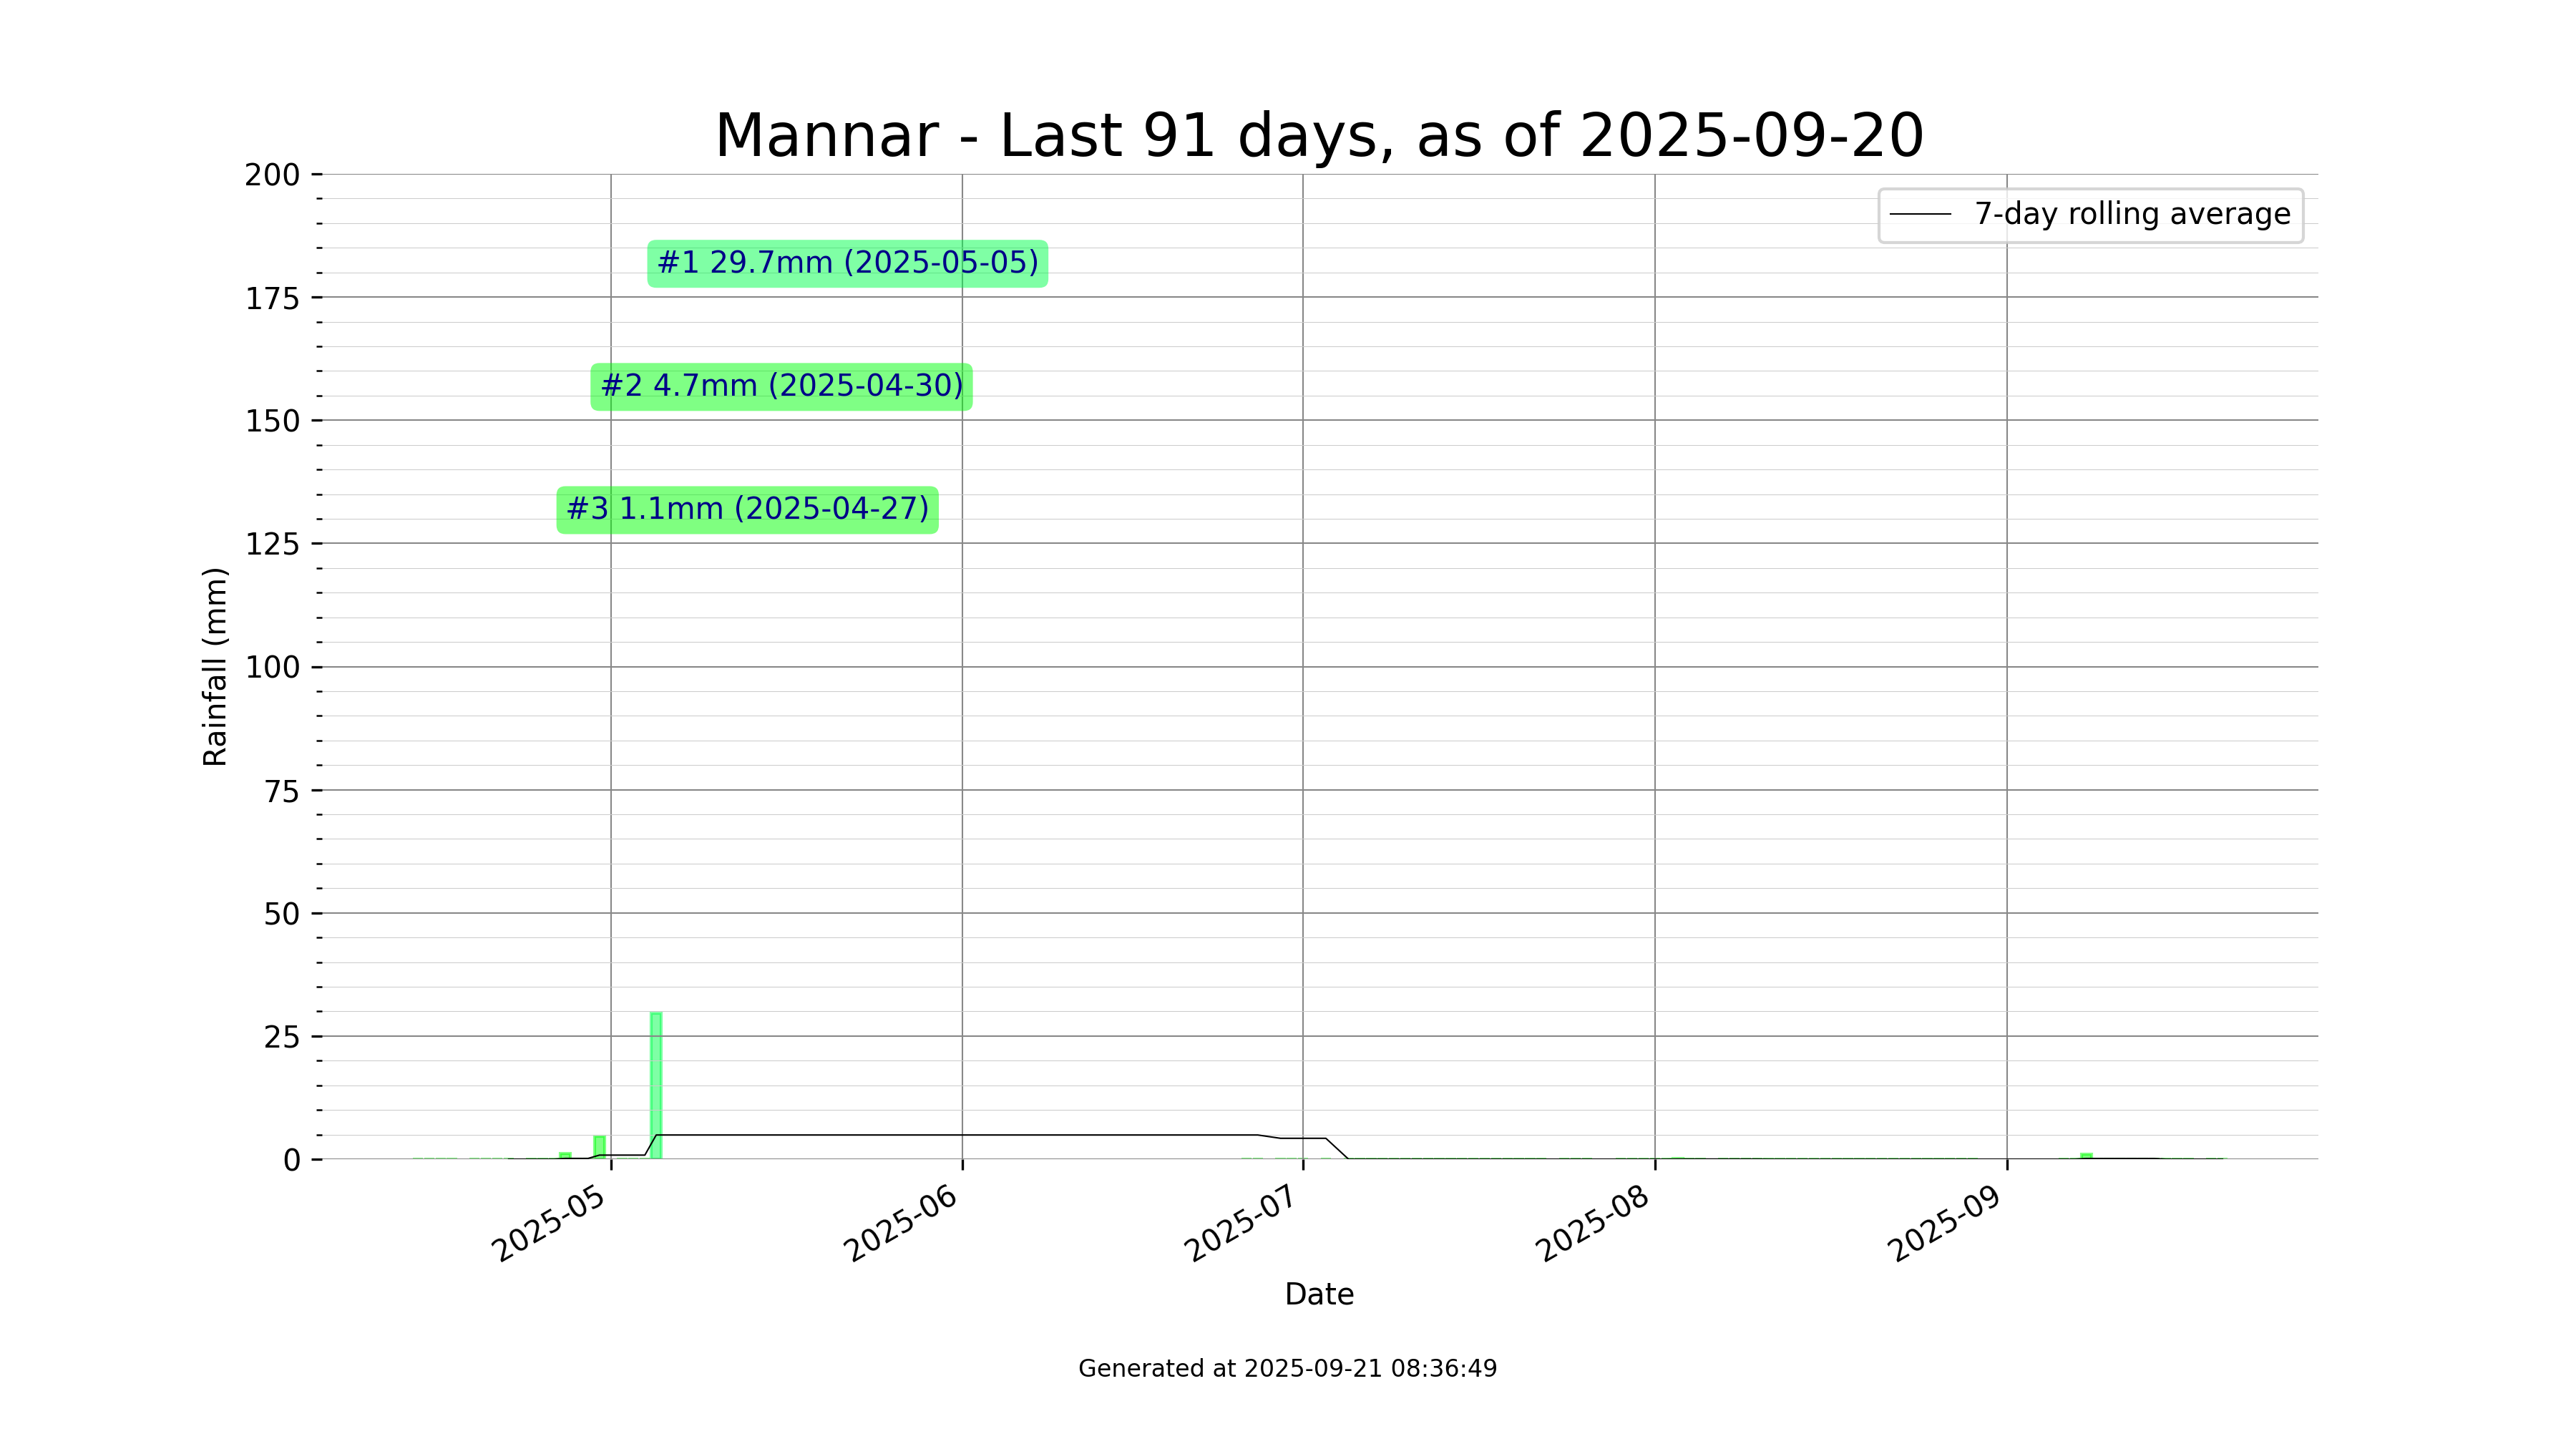 Mannar - Last 91 days, as of 2025-09-20
7-day rolling average
#1 29.7mm (2025-05-05)
#2 4.7mm (2025-04-30)
#3 1.1mm (2025-04-27)
Rainfall (mm)
200
175
150
125
100
75
50
25
0
2025-05
2025-06
2025-07
2025-08
2025-09
Date
Generated at 2025-09-21 08:36:49